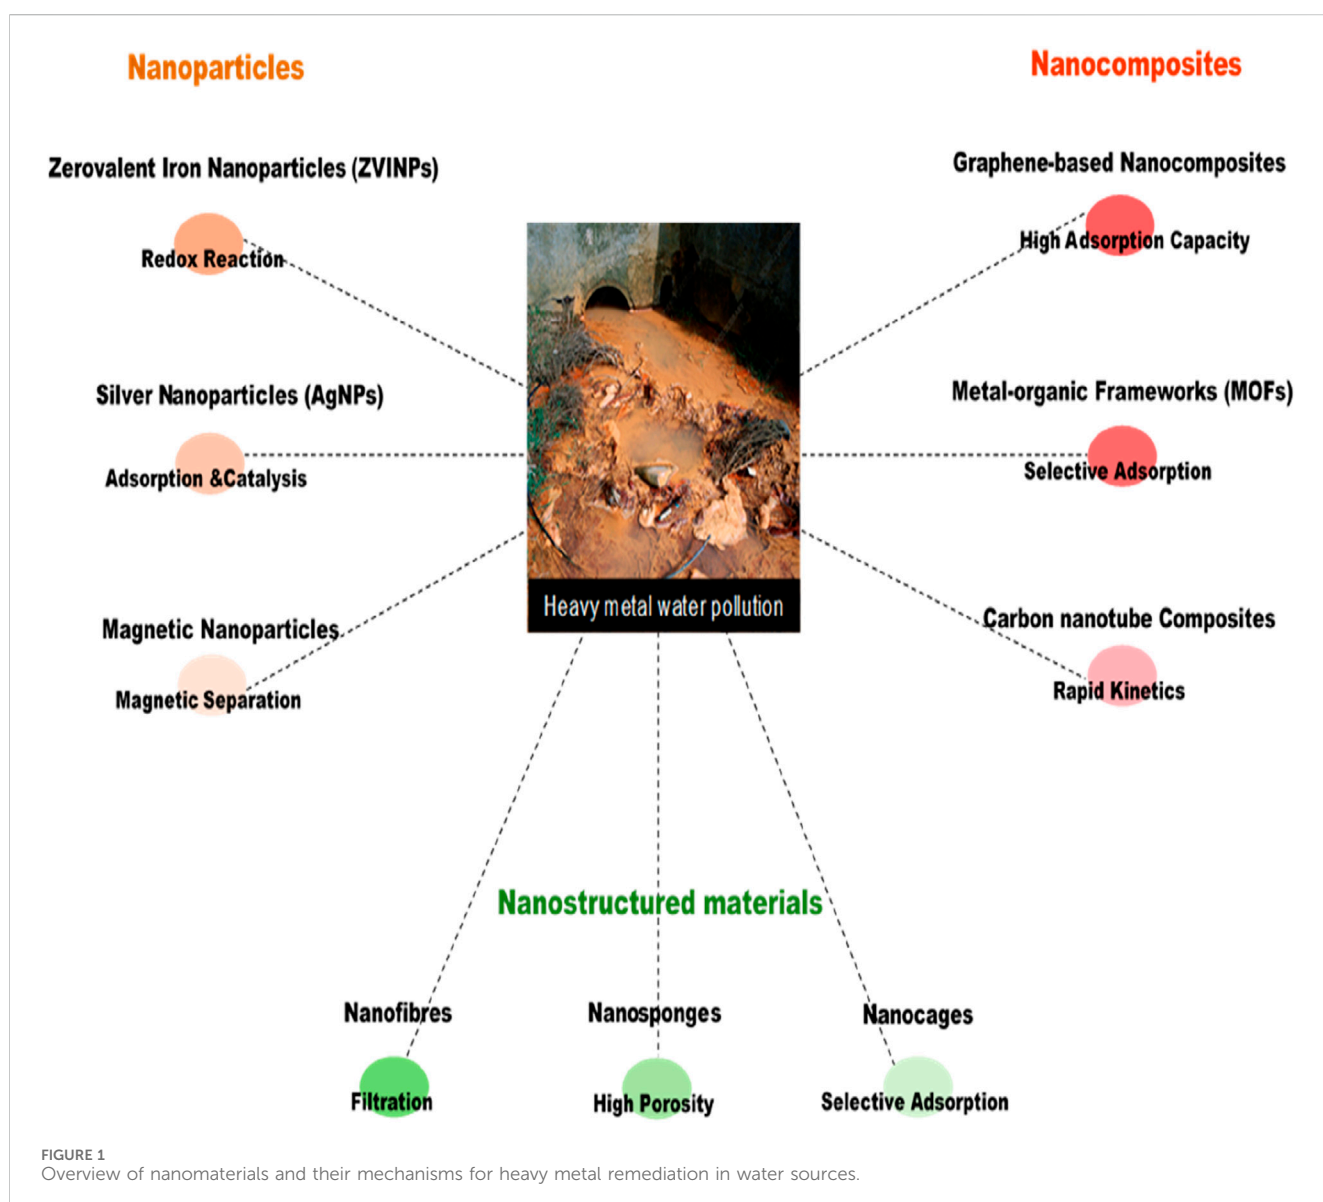 Nanoparticles
Zerovalent Iron Nanoparticles (ZVINPs)
Redox Reaction
Silver Nanoparticles (AgNPs)
Adsorption &Catalysis
Magnetic Nanoparticles
Magnetic Separation
Nanocomposites
Graphene-based Nanocomposites
High Adsorption Capacity
Metal-organic Frameworks (MOFs)
Selective Adsorption
Carbon nanotube Composites
Rapid Kinetics
Heavy metal water pollution
Nanostructured materials
Nanofibres
Filtration
Nanosponges
High Porosity
Nanocages
Selective Adsorption
FIGURE 1
Overview of nanomaterials and their mechanisms for heavy metal remediation in water sources.